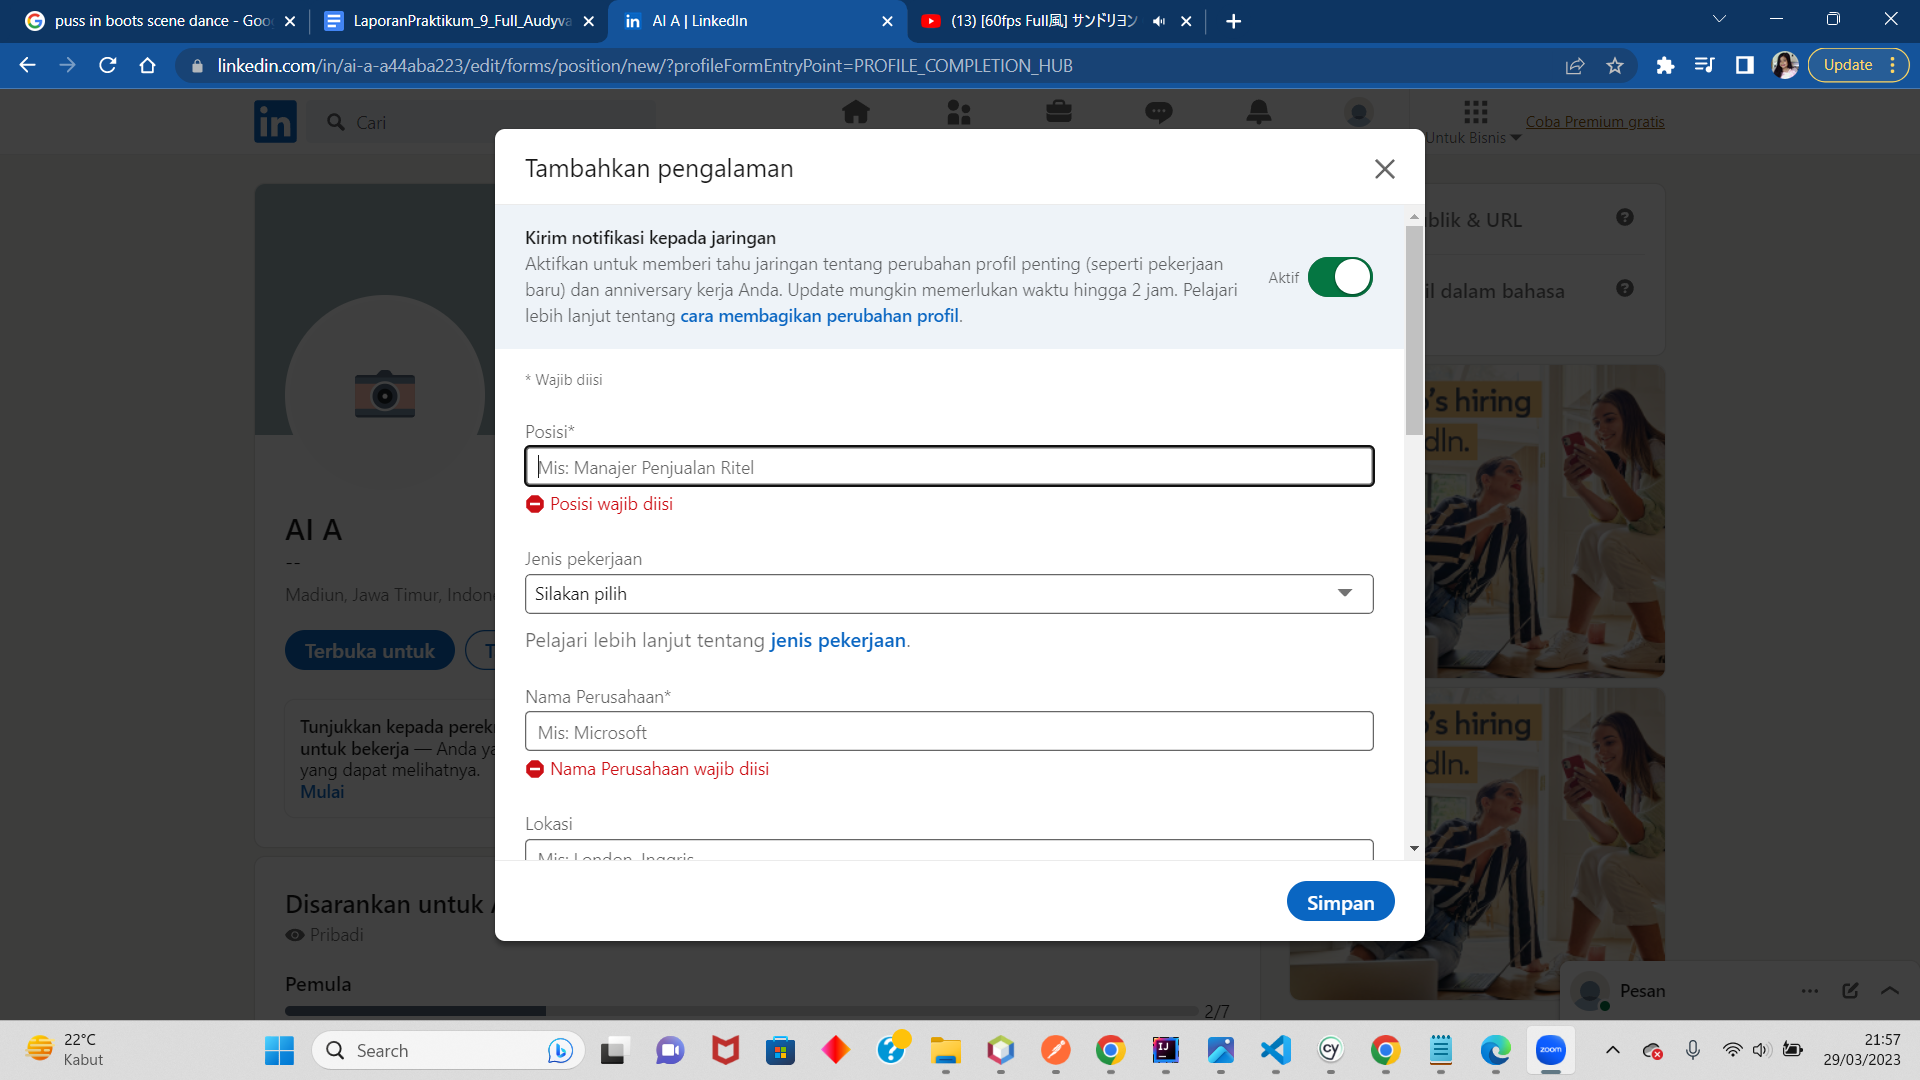 puss in boots scene dance - Goo
LaporanPraktikum_9_Full_Audyva
AI A | LinkedIn
(13) [60fps Full風] サンドリヨン
linkedin.com/in/ai-a-a44aba223/edit/forms/position/new/?profileFormEntryPoint=PROFILE_COMPLETION_HUB
Update
in
Cari
Untuk Bisnis
Coba Premium gratis
Tambahkan pengalaman
Kirim notifikasi kepada jaringan
Aktifkan untuk memberi tahu jaringan tentang perubahan profil penting (seperti pekerjaan
baru) dan anniversary kerja Anda. Update mungkin memerlukan waktu hingga 2 jam. Pelajari
lebih lanjut tentang cara membagikan perubahan profil.
Aktif
blik & URL
il dalam bahasa
* Wajib diisi
Posisi*
Mis: Manajer Penjualan Ritel
Posisi wajib diisi
Jenis pekerjaan
Silakan pilih
Pelajari lebih lanjut tentang jenis pekerjaan.
Nama Perusahaan*
Mis: Microsoft
Nama Perusahaan wajib diisi
Lokasi
Mis: London, Inggris
Simpan
AI A
--
Madiun, Jawa Timur, Indone
Terbuka untuk
T
Tunjukkan kepada perek
untuk bekerja — Anda ya
yang dapat melihatnya.
Mulai
Disarankan untuk A
Pribadi
Pemula
2/7
o's hiring
dIn.
o's hiring
dIn.
Pesan
22°C
Kabut
Search
IJ
cy
zoom
21:57
29/03/2023